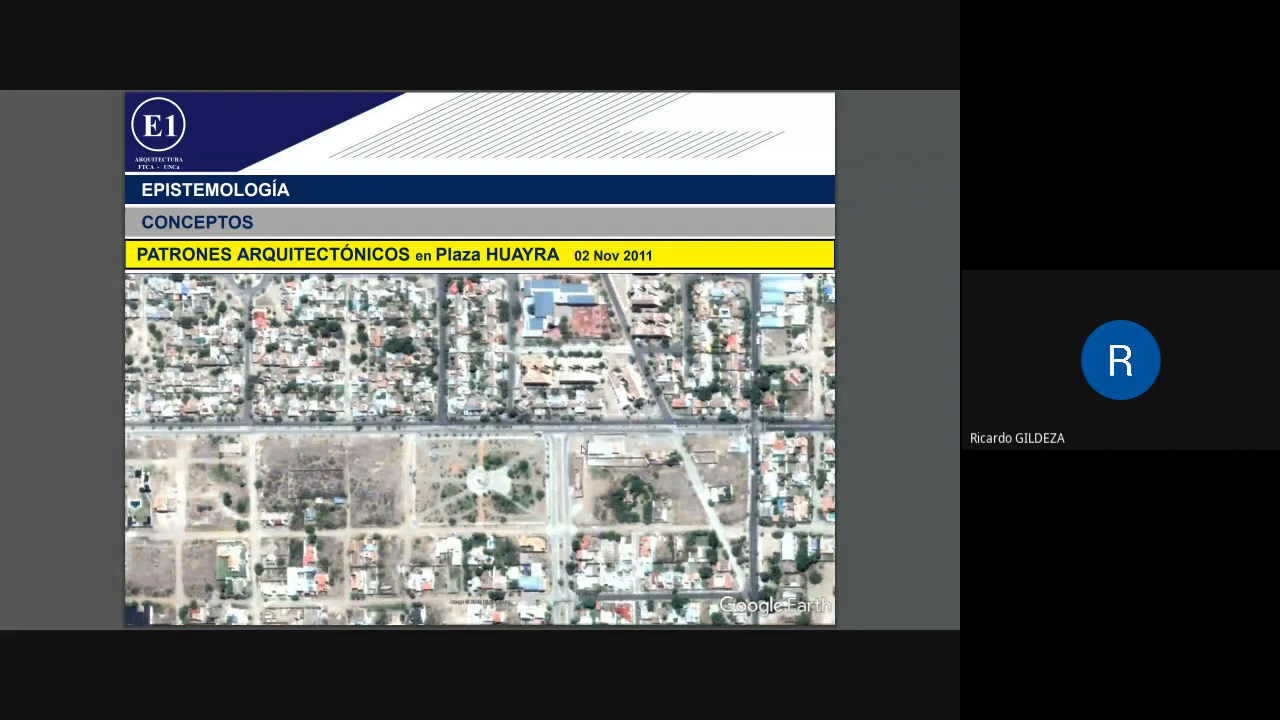 E1
ARQUITECTURA
FTCA - UNCa
EPISTEMOLOGÍA
CONCEPTOS
PATRONES ARQUITECTÓNICOS en Plaza HUAYRA 02 Nov 2011
Google Earth
R
Ricardo GILDEZA